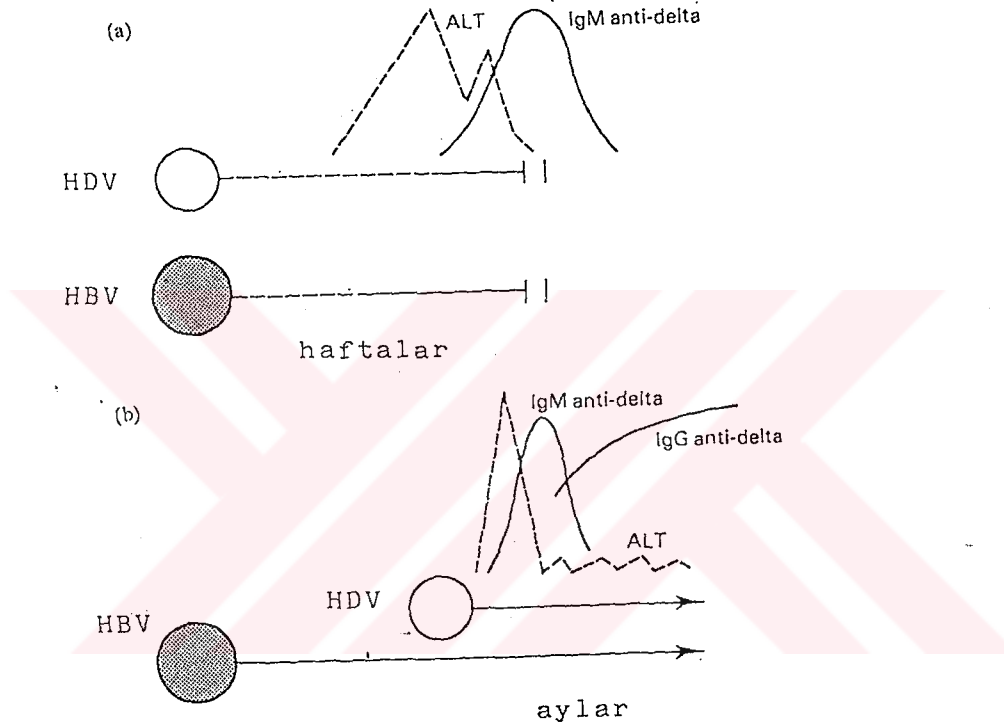 (a)
ALT
IgM anti-delta
HDV
HBV
haftalar
(b)
IgM anti-delta
IgG anti-delta
ALT
HDV
HBV
aylar